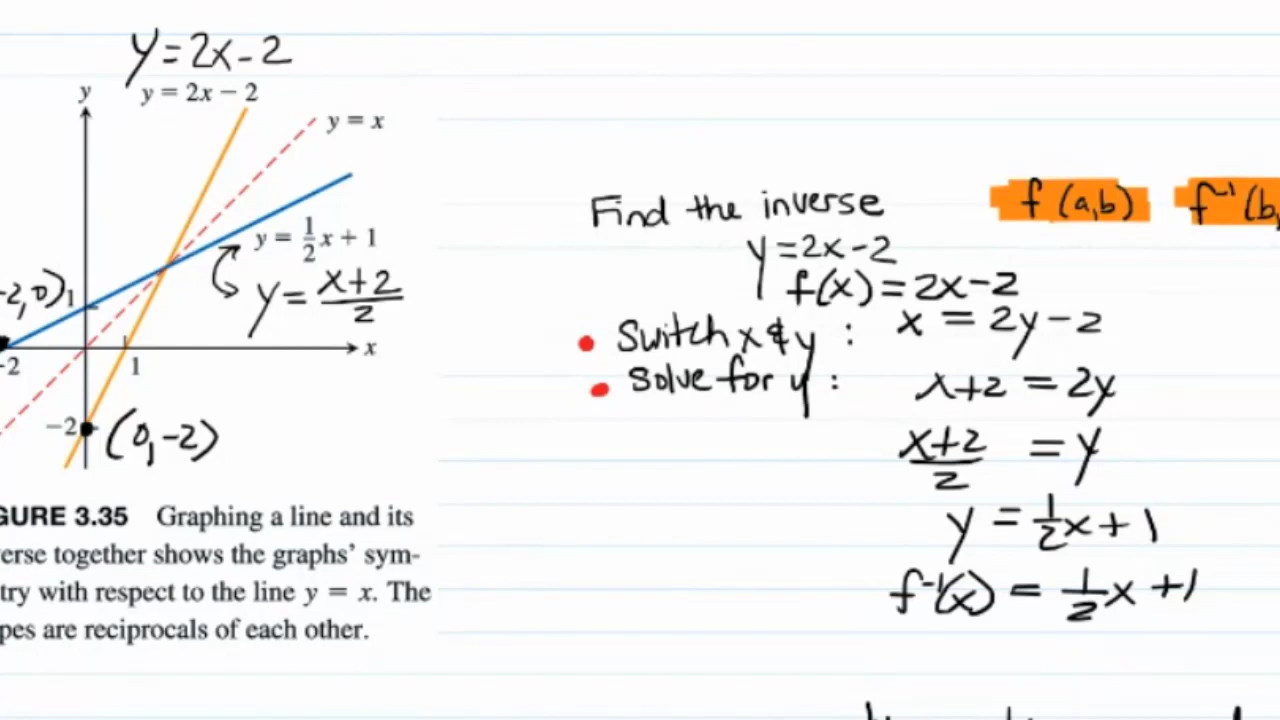 y = 2x - 2
y = 2x − 2
y
y = x
y = 1/2 x + 1
y = x+2/2
-2, 0)
1
x
-2
1
−2
(0, -2)
GURE 3.35 Graphing a line and its
erse together shows the graphs' sym-
try with respect to the line y = x. The
pes are reciprocals of each other.
Find the inverse
f (a,b) f⁻¹(b,
y = 2x - 2
f(x) = 2x - 2
• Switch x & y : x = 2y - 2
• Solve for y : x+2 = 2y
x+2/2 = y
y = 1/2 x + 1
f⁻¹(x) = 1/2 x + 1